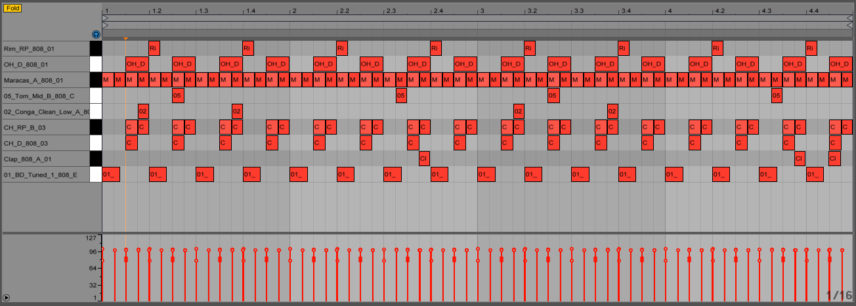 Fold
1 1.2 1.3 1.4 2 2.2 2.3 2.4 3 3.2 3.3 3.4 4 4.2 4.3 4.4
Rim_RP_808_01 Ri Ri Ri Ri Ri Ri Ri Ri
OH_D_808_01 OH_D OH_D OH_D OH_D OH_D OH_D OH_D OH_D OH_D OH_D OH_D OH_D OH_D OH_D OH_D OH_D
Maracas_A_808_01 M M M M M M M M M M M M M M M M M M M M M M M M M M M M M M M M M M M M M M M M M M M M M M M M M M M M M M M M M M M M M M M M
05_Tom_Mid_B_808_C 05 05 05 05
02_Conga_Clean_Low_A_80 02 02 02 02
CH_RP_B_03 C C C C C C C C C C C C C C C C C C C C C C C C C C C C C C C C
CH_D_808_03 C C C C C C C C C C C C C C C C
Clap_808_A_01 Cl Cl Cl
01_BD_Tuned_1_808_E 01_ 01_ 01_ 01_ 01_ 01_ 01_ 01_ 01_ 01_ 01_ 01_ 01_ 01_ 01_ 01_
127
96
64
32
1
1/16